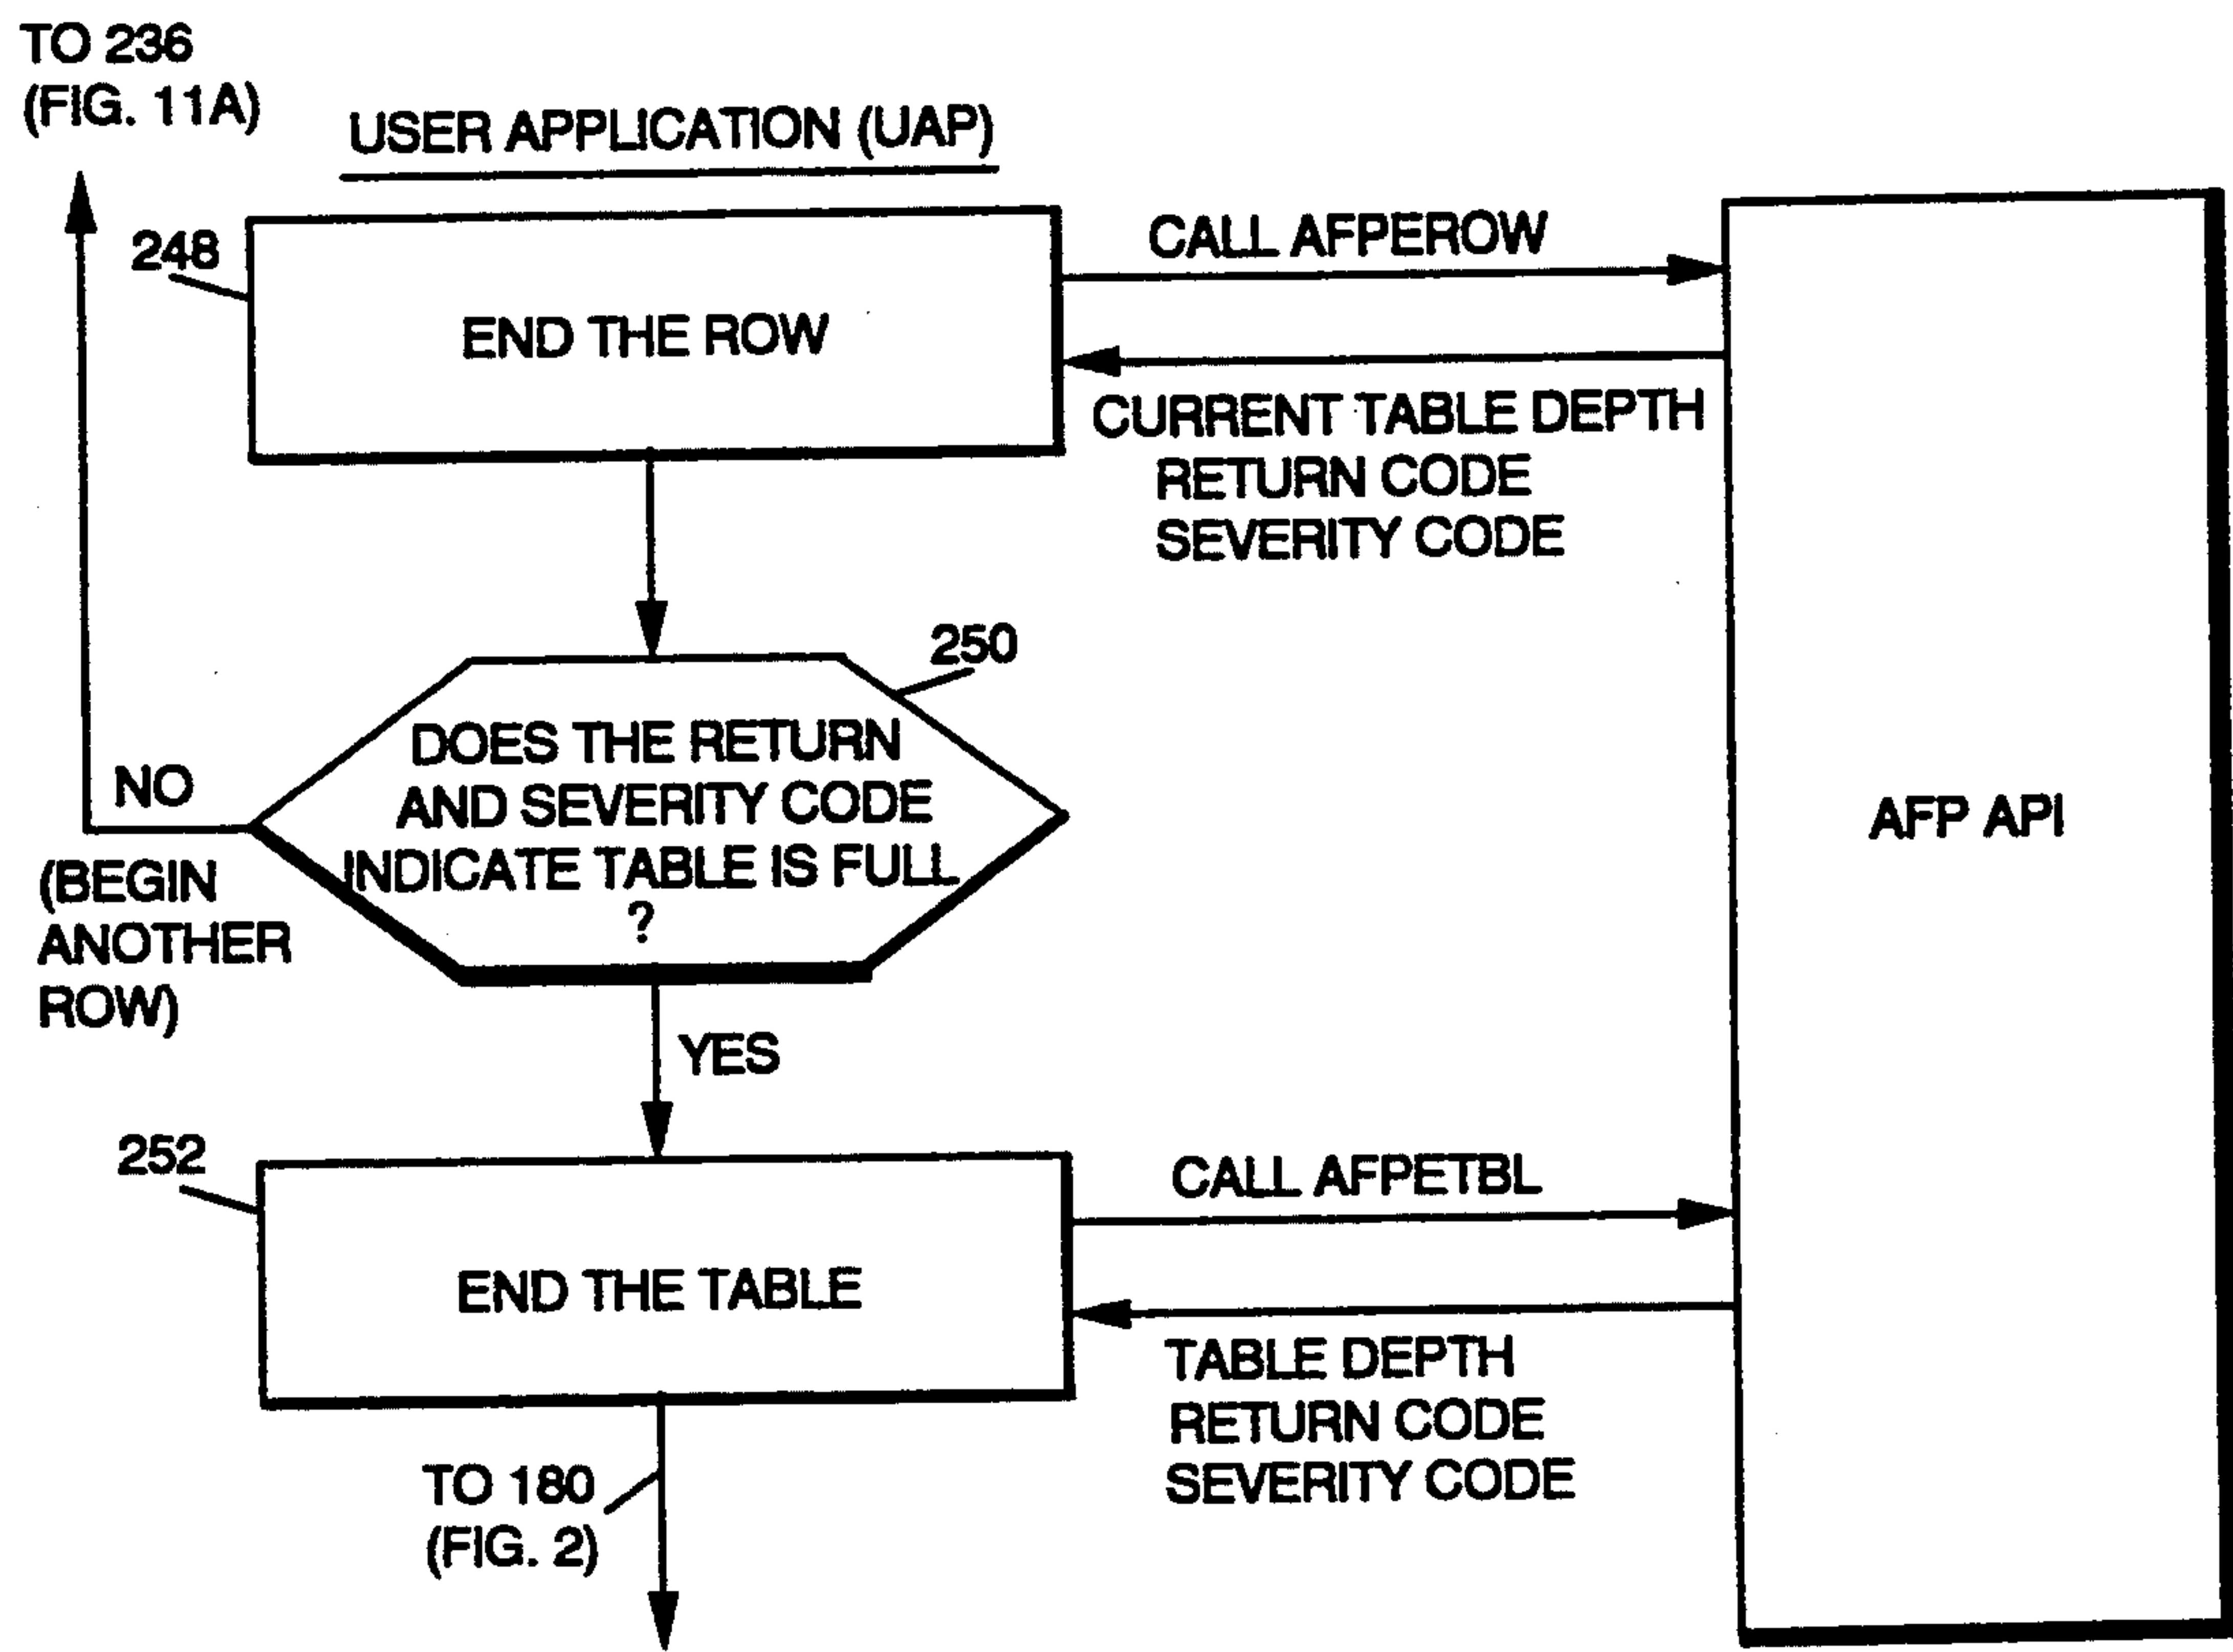 TO 236
(FIG. 11A)
USER APPLICATION (UAP)
248
END THE ROW
CALL AFPEROW
CURRENT TABLE DEPTH
RETURN CODE
SEVERITY CODE
250
DOES THE RETURN
AND SEVERITY CODE
INDICATE TABLE IS FULL
?
NO
(BEGIN
ANOTHER
ROW)
AFP API
YES
252
END THE TABLE
CALL AFPETBL
TABLE DEPTH
RETURN CODE
SEVERITY CODE
TO 180
(FIG. 2)